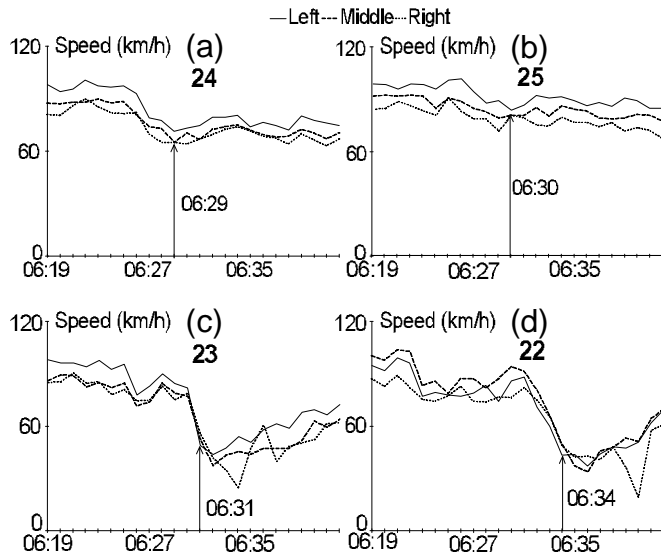 Left Middle Right
Speed (km/h) (a)
24
120
60
0
06:29
06:19 06:27 06:35
Speed (km/h) (b)
25
120
60
0
06:30
06:19 06:27 06:35
Speed (km/h) (c)
23
120
60
0
06:31
06:19 06:27 06:35
Speed (km/h) (d)
22
120
60
0
06:34
06:19 06:27 06:35